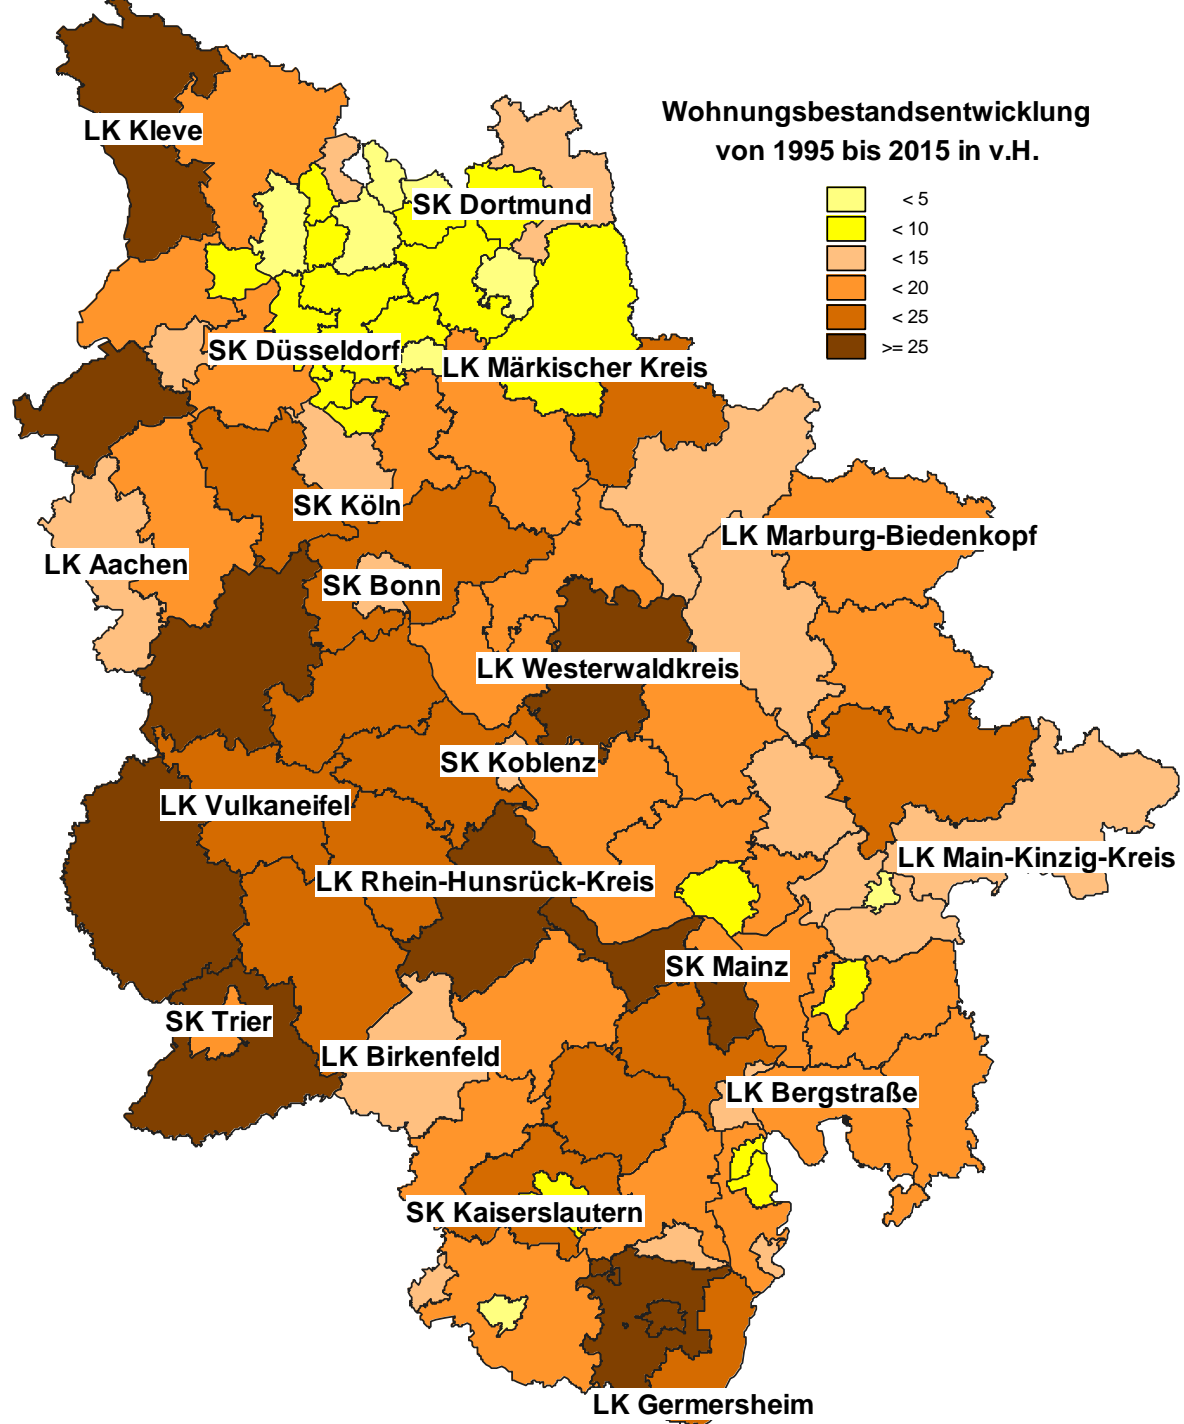 Wohnungsbestandsentwicklung
von 1995 bis 2015 in v.H.
< 5
< 10
< 15
< 20
< 25
>= 25
LK Kleve
SK Dortmund
SK Düsseldorf
LK Märkischer Kreis
SK Köln
LK Marburg-Biedenkopf
LK Aachen
SK Bonn
LK Westerwaldkreis
SK Koblenz
LK Vulkaneifel
LK Main-Kinzig-Kreis
LK Rhein-Hunsrück-Kreis
SK Mainz
SK Trier
LK Birkenfeld
LK Bergstraße
SK Kaiserslautern
LK Germersheim